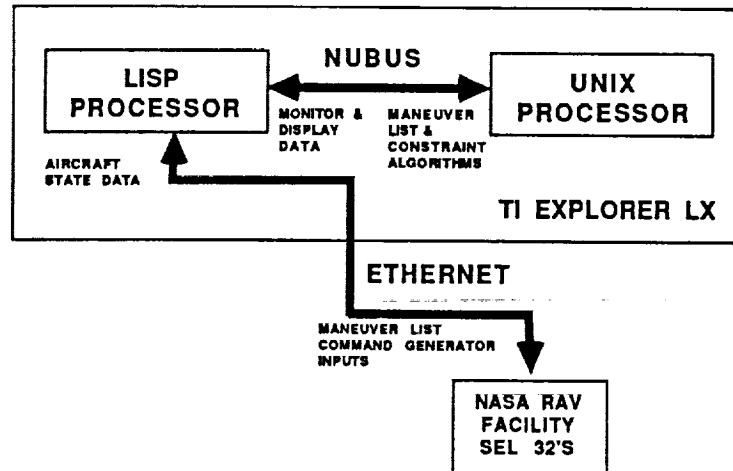 LISP
PROCESSOR
NUBUS
UNIX
PROCESSOR
MONITOR &
DISPLAY
DATA
MANEUVER
LIST &
CONSTRAINT
ALGORITHMS
AIRCRAFT
STATE DATA
TI EXPLORER LX
ETHERNET
MANEUVER LIST
COMMAND GENERATOR
INPUTS
NASA RAV
FACILITY
SEL 32'S